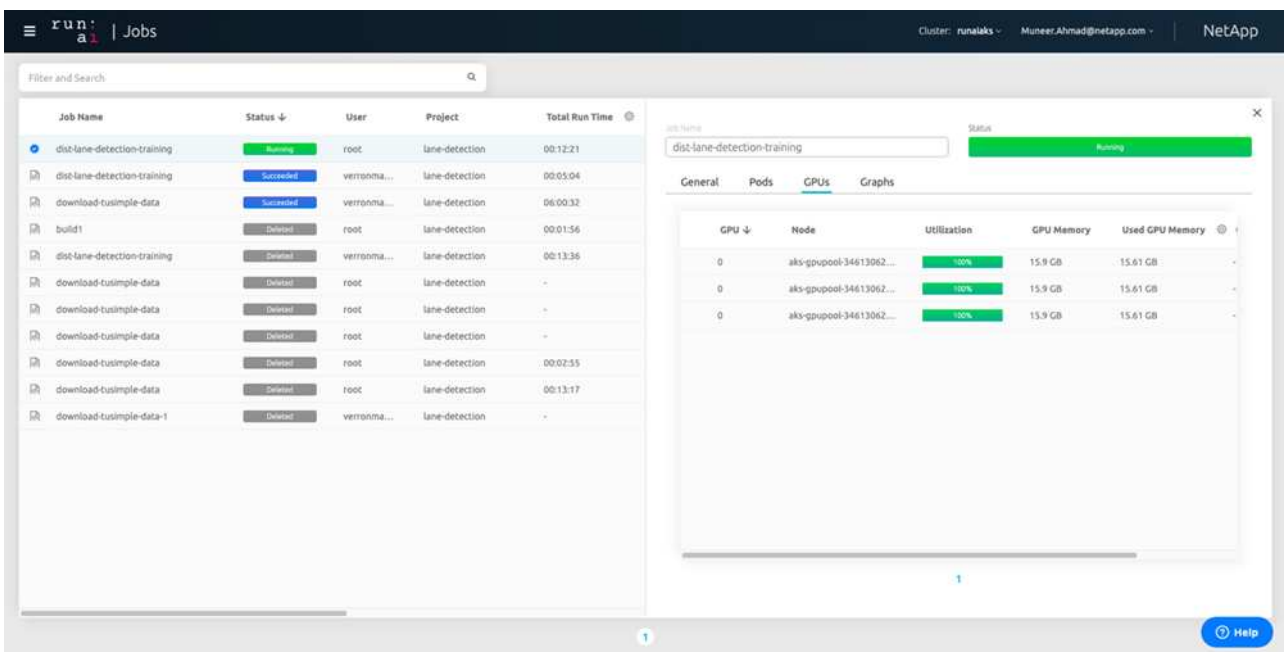 run: ai | Jobs
Cluster: runaiaks
Muneer.Ahmad@netapp.com
NetApp
Filter and Search
Job Name Status User Project Total Run Time
dist-lane-detection-training Running root lane-detection 00:12:21
dist-lane-detection-training Succeeded verronma... lane-detection 00:05:04
download-tusimple-data Succeeded verronma... lane-detection 06:00:32
build1 Deleted root lane-detection 00:01:56
dist-lane-detection-training Deleted verronma... lane-detection 00:13:36
download-tusimple-data Deleted root lane-detection -
download-tusimple-data Deleted root lane-detection -
download-tusimple-data Deleted root lane-detection -
download-tusimple-data Deleted root lane-detection 00:02:55
download-tusimple-data Deleted root lane-detection 00:13:17
download-tusimple-data-1 Deleted verronma... lane-detection -
Job Name Status
dist-lane-detection-training Running
General Pods GPUs Graphs
GPU Node Utilization GPU Memory Used GPU Memory
0 aks-gpupool-34613062... 100% 15.9 GB 15.61 GB -
0 aks-gpupool-34613062... 100% 15.9 GB 15.61 GB -
0 aks-gpupool-34613062... 100% 15.9 GB 15.61 GB -
1
1
Help